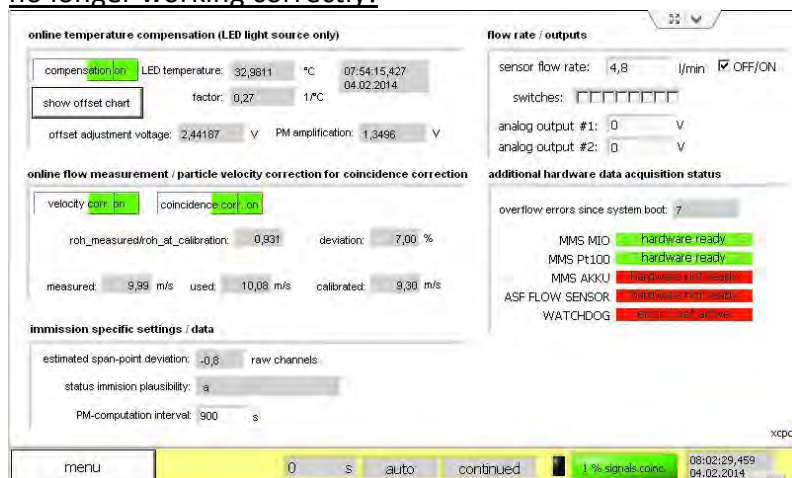 no longer working correctly.
online temperature compensation (LED light source only)
compensation on LED temperature: 32,9811 °C 07:54:15,427
04.02.2014
show offset chart factor: 0,27 1/°C
offset adjustment voltage: 2,44187 V PM amplification: 1,3496 V
online flow measurement / particle velocity correction for coincidence correction
velocity corr. on coincidence corr. on
roh_measured/roh_at_calibration: 0,931 deviation: 7,00 %
measured: 9,99 m/s used: 10,08 m/s calibrated: 9,30 m/s
immission specific settings / data
estimated span-point deviation: -0,8 raw channels
status immision plausibility: a
PM-computation interval: 900 s
flow rate / outputs
sensor flow rate: 4,8 l/min OFF/ON
switches:
analog output #1: 0 V
analog output #2: 0 V
additional hardware data acquisition status
overflow errors since system boot: 7
MMS MIO hardware ready
MMS Pt100 hardware ready
MMS AKKU hardware not ready
ASF FLOW SENSOR hardware not ready
WATCHDOG error: not active
xcpc
menu 0 s auto continued 1 % signals coinc. 08:02:29,459
04.02.2014